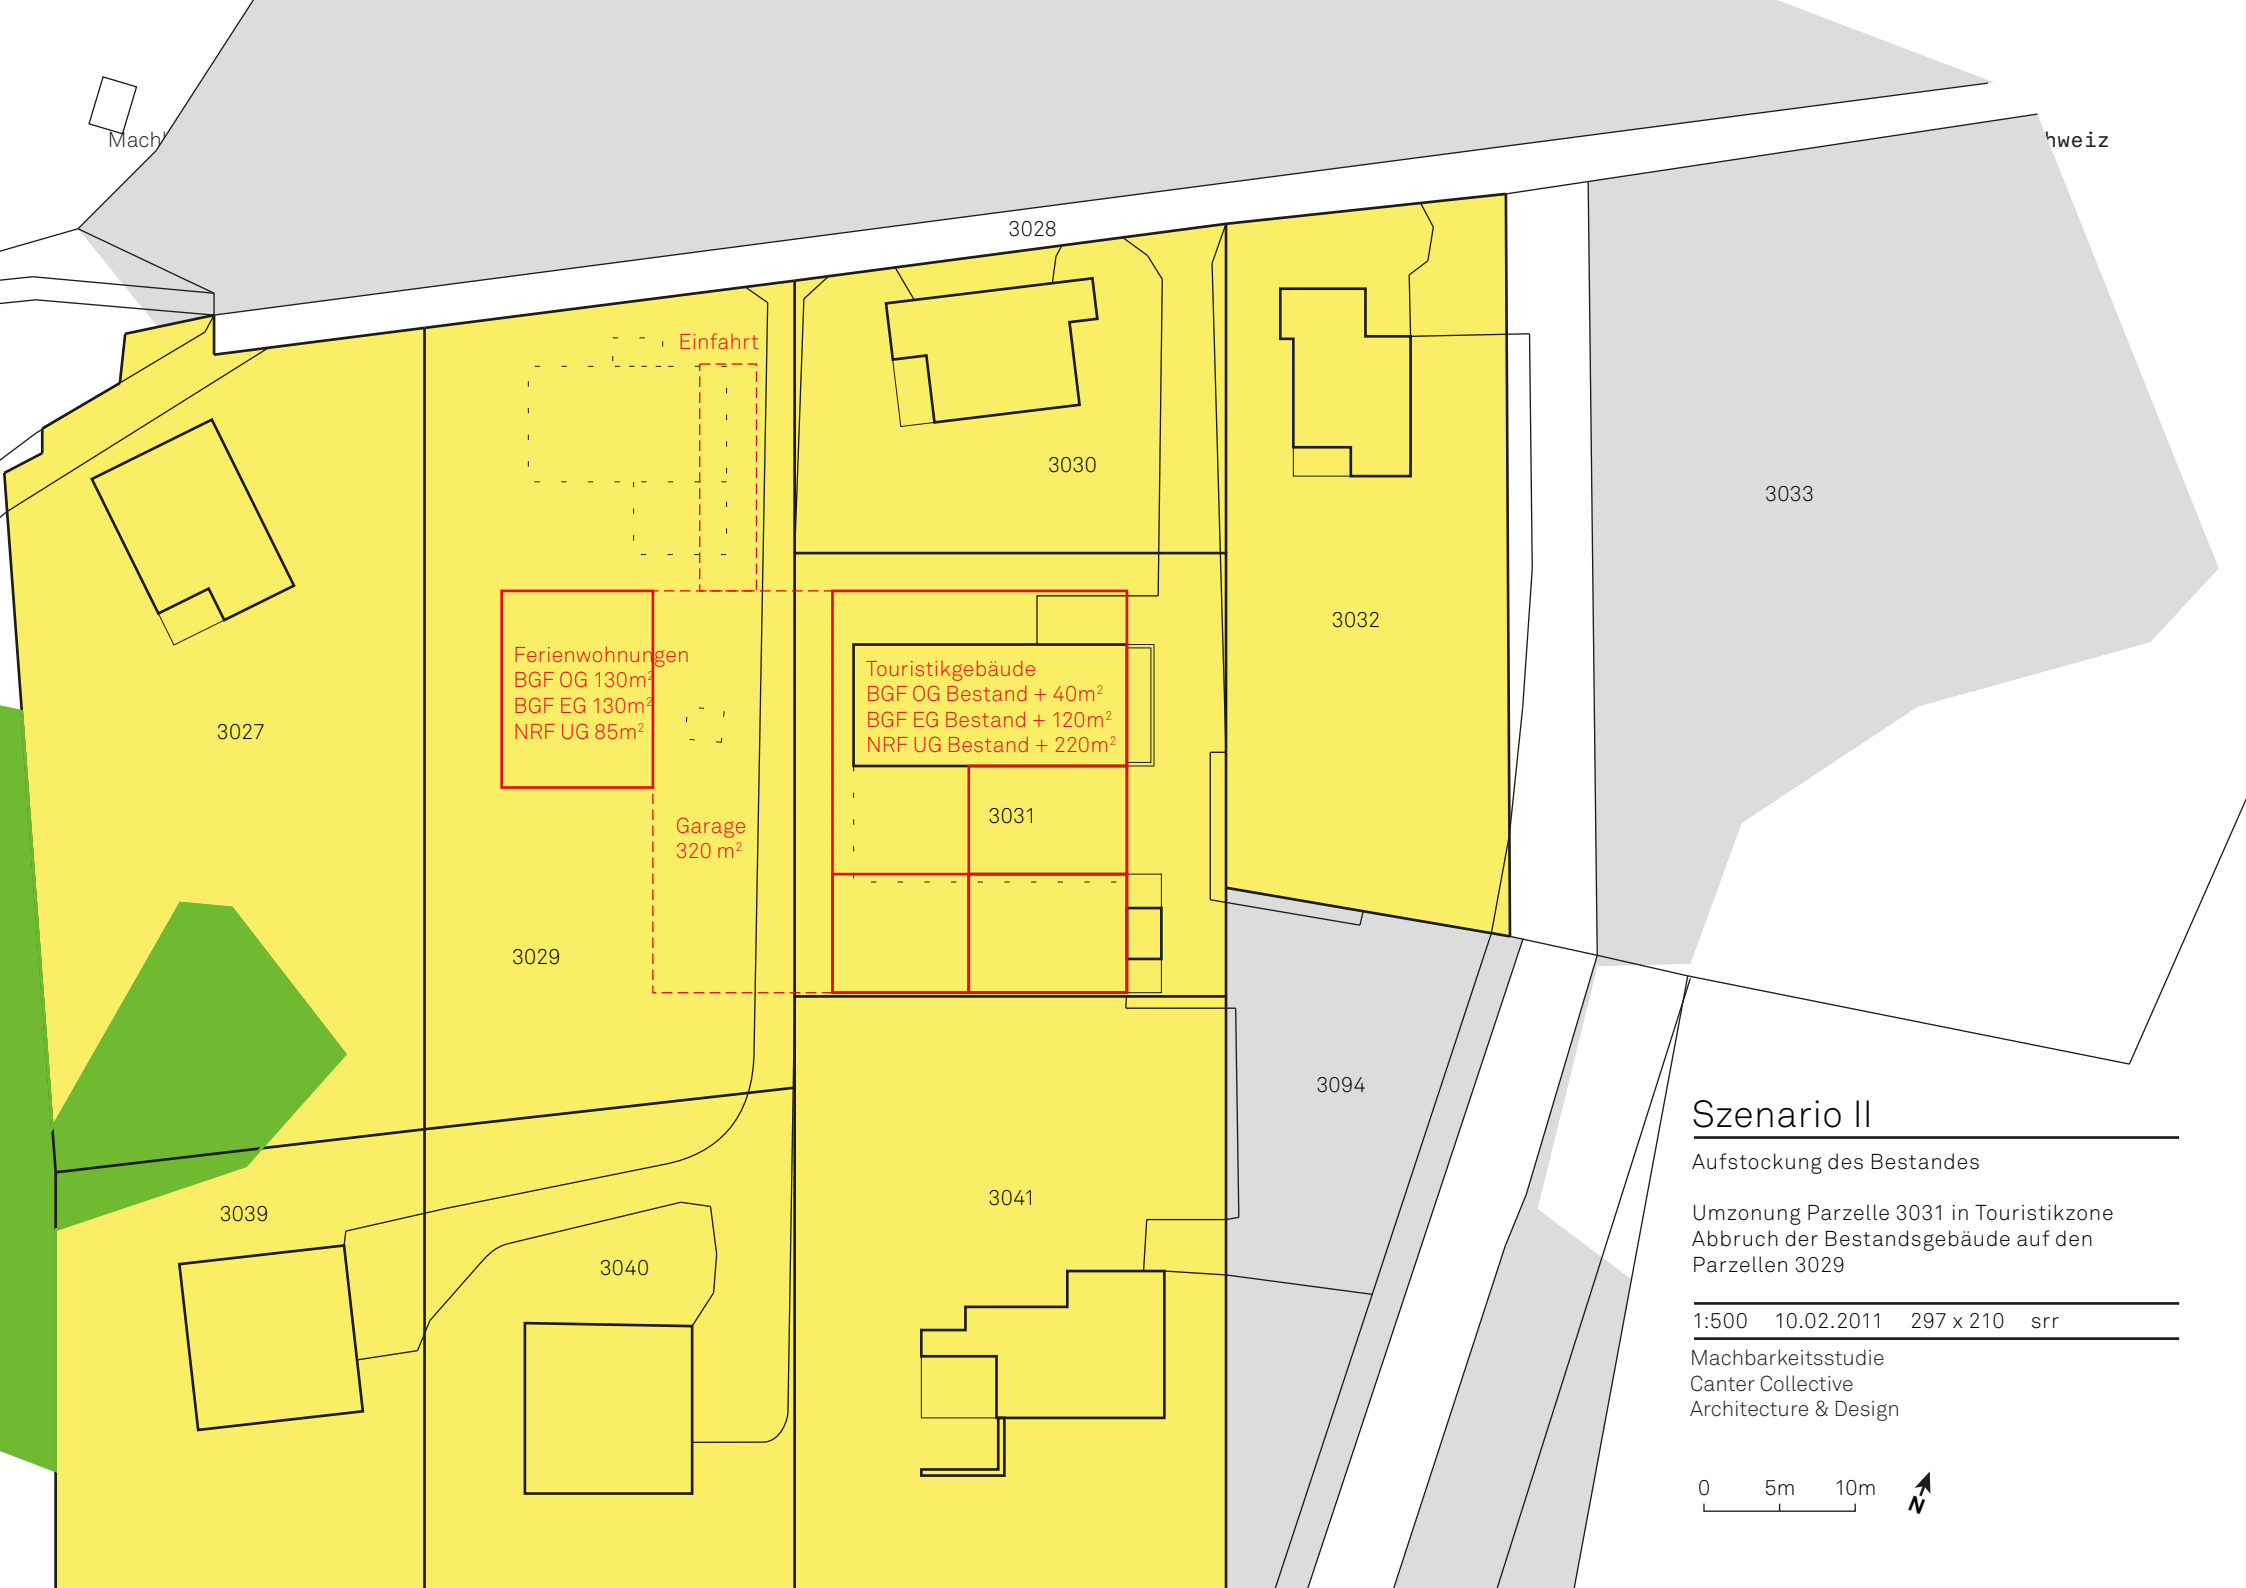 3028
Einfahrt
3030
3033
3032
Ferienwohnungen
BGF OG 130m²
BGF EG 130m²
NRF UG 85m²
Touristikgebäude
BGF OG Bestand + 40m²
BGF EG Bestand + 120m²
NRF UG Bestand + 220m²
3027
3031
Garage
320 m²
3029
3094
3041
3039
3040
Szenario II
Aufstockung des Bestandes
Umzonung Parzelle 3031 in Touristikzone
Abbruch der Bestandsgebäude auf den
Parzellen 3029
1:500 10.02.2011 297 x 210 srr
Machbarkeitsstudie
Canter Collective
Architecture & Design
0 5m 10m
N